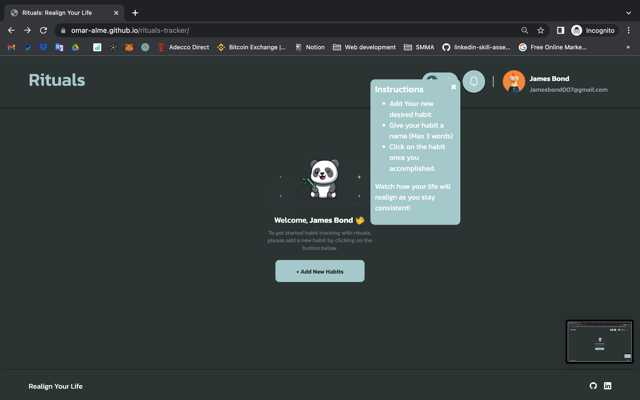 Rituals: Realign Your Life
omar-alme.github.io/rituals-tracker/
Incognito
Adecco Direct
Bitcoin Exchange |...
Notion
Web development
SMMA
linkedin-skill-asse...
Free Online Marke...
Rituals
James Bond
Jamesbond007@gmail.com
Instructions
Add Your new
desired habit
Give your habit a
name (Max 3 words)
Click on the habit
once you
accomplished.
Watch how your life will
realign as you stay
consistent!
Welcome, James Bond
To get started habit tracking with rituals,
please add a new habit by clicking on the
button below.
+ Add New Habits
Realign Your Life